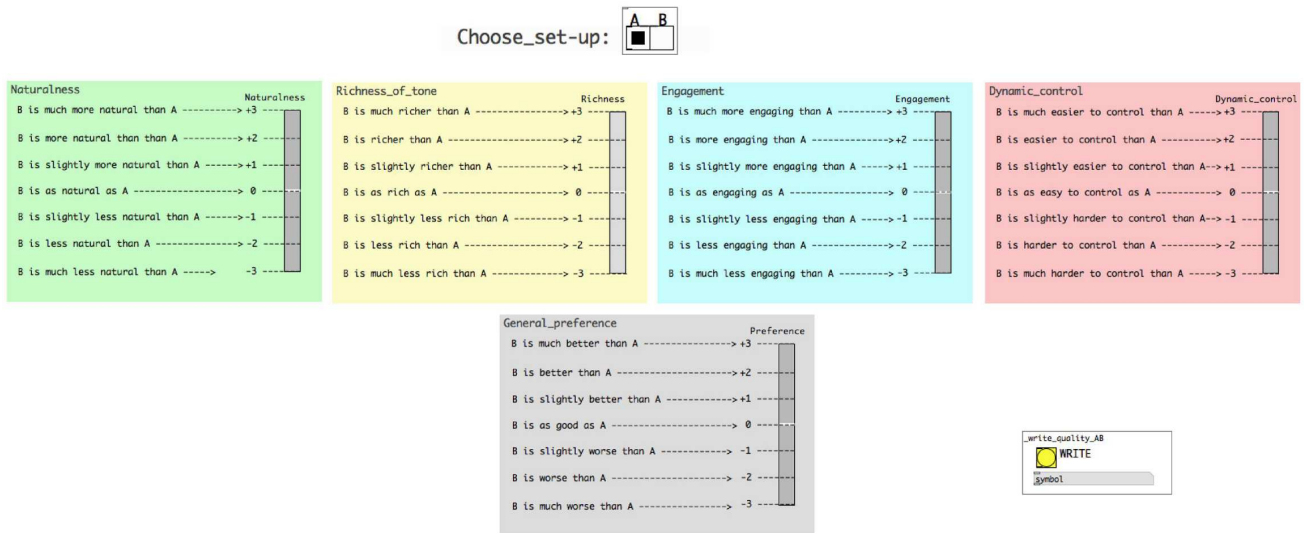 A B
Choose_set-up:
Naturalness
Naturalness
B is much more natural than A ----------> +3 ------
B is more natural than than A ---------->+2 ------
B is slightly more natural than A ------->+1 ------
B is as natural as A ------------------> 0 ------
B is slightly less natural than A ------->-1 ------
B is less natural than A --------------> -2 ------
B is much less natural than A -----> -3 ------
Richness_of_tone
Richness
B is much richer than A ---------------->+3 ------
B is richer than A --------------------->+2 ------
B is slightly richer than A ------------>+1 ------
B is as rich as A ---------------------> 0 ------
B is slightly less rich than A --------> -1 ------
B is less rich than A -----------------> -2 ------
B is much less rich than A ------------> -3 ------
Engagement
Engagement
B is much more engaging than A --------> +3 ------
B is more engaging than A ------------->+2 ------
B is slightly more engaging than A ----->+1 ------
B is as engaging as A -----------------> 0 ------
B is slightly less engaging than A -----> -1 ------
B is less engaging than A ------------->-2 ------
B is much less engaging than A --------> -3 ------
Dynamic_control
Dynamic_control
B is much easier to control than A ----->+3 ------
B is easier to control than A ---------->+2 ------
B is slightly easier to control than A-->+1 ------
B is as easy to control as A ----------> 0 ------
B is slightly harder to control than A--> -1 ------
B is harder to control than A ---------> -2 ------
B is much harder to control than A ----> -3 ------
General_preference
Preference
B is much better than A ---------------> +3 ------
B is better than A -------------------->+2 ------
B is slightly better than A ------------>+1 ------
B is as good as A ---------------------> 0 ------
B is slightly worse than A -----------> -1 ------
B is worse than A --------------------> -2 ------
B is much worse than A ---------------> -3 ------
_write_quality_AB
WRITE
symbol